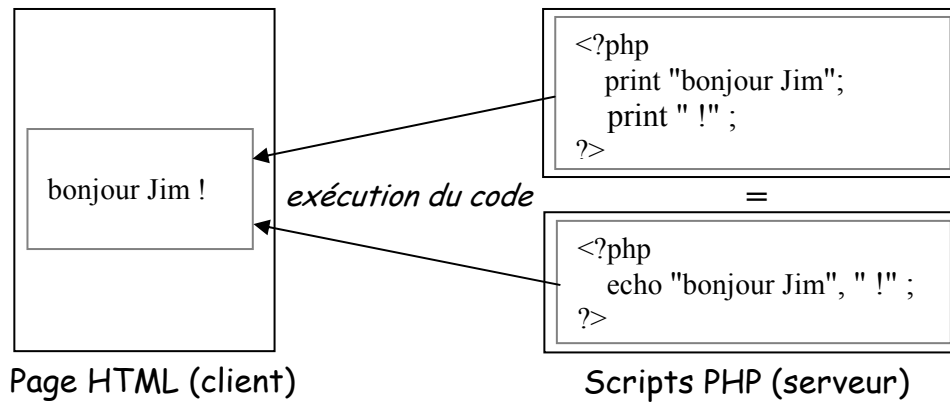 <?php
print "bonjour Jim";
print " !" ;
?>
bonjour Jim !
exécution du code
=
<?php
echo "bonjour Jim", " !" ;
?>
Page HTML (client)
Scripts PHP (serveur)